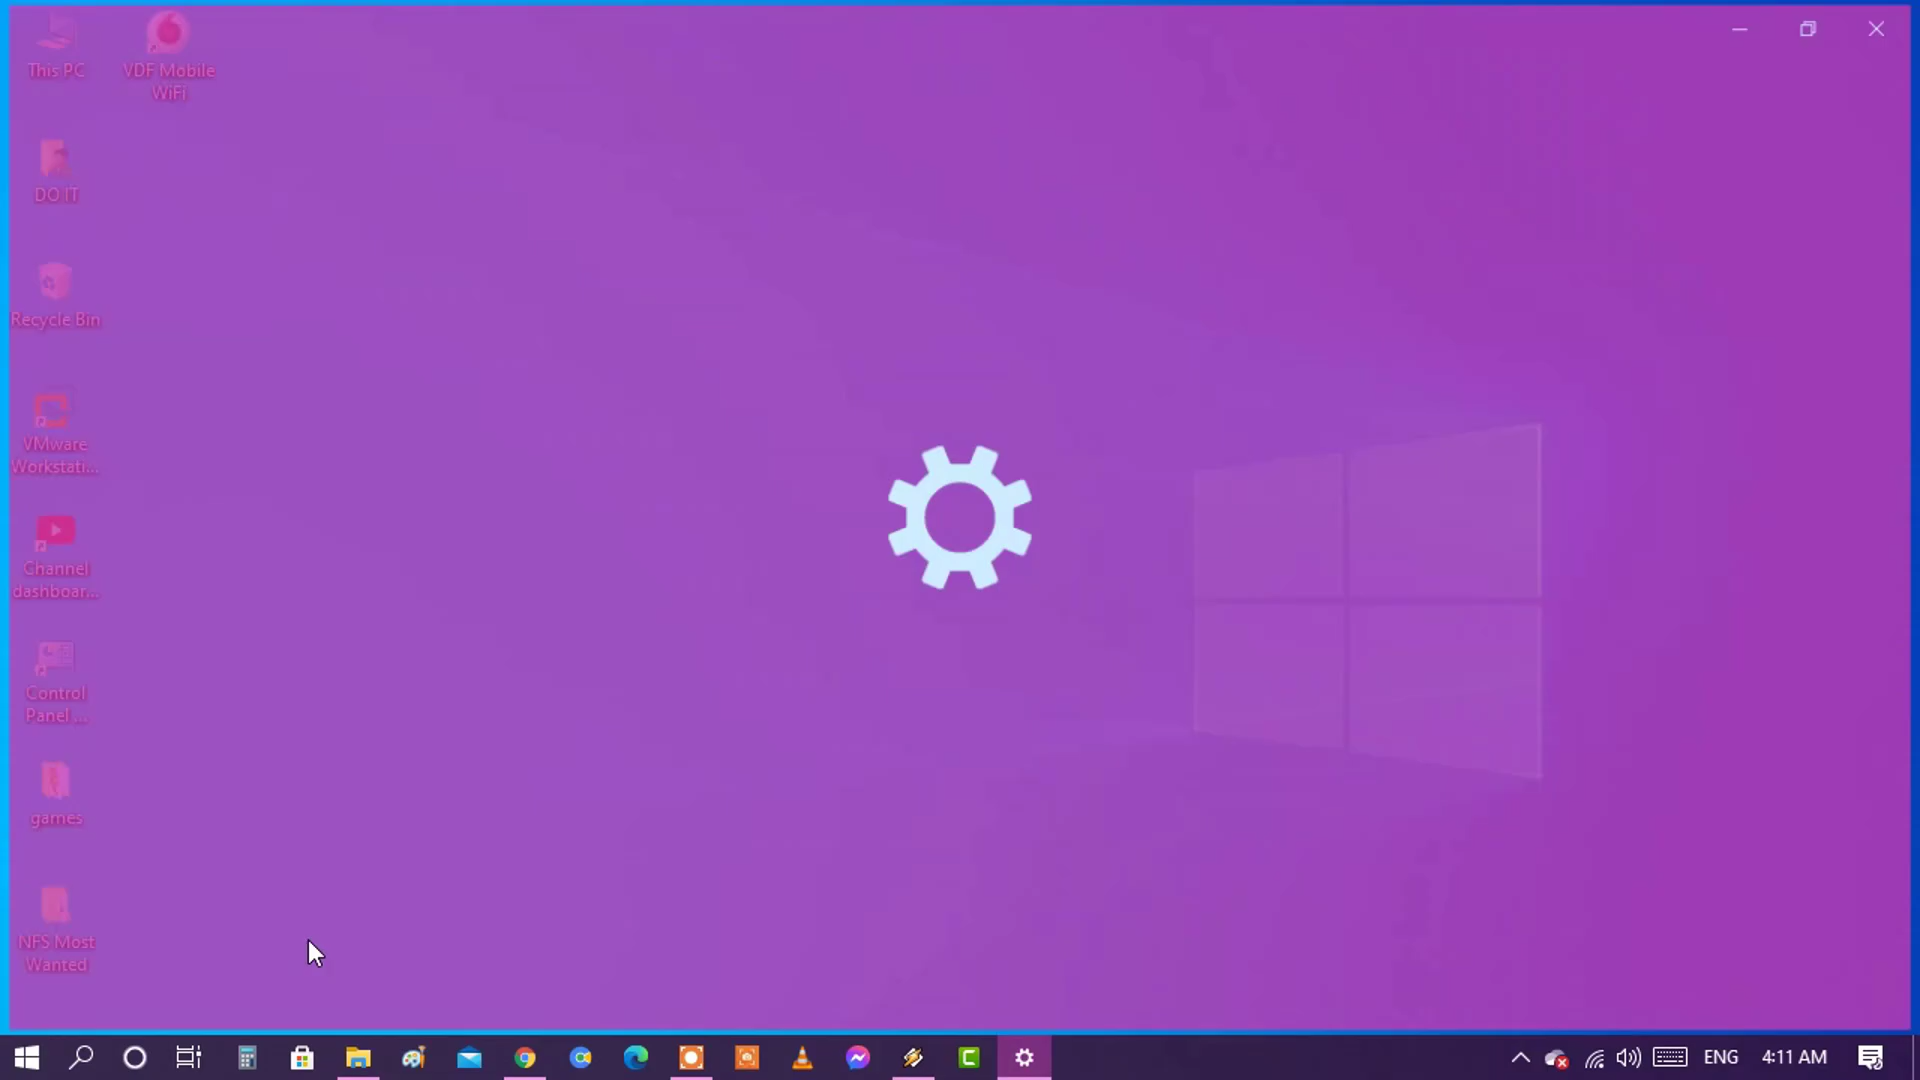 This PC
VDF Mobile
WiFi
DO IT
Recycle Bin
VMware
Workstati...
Channel
dashboar...
Control
Panel ...
games
NFS Most
Wanted
ENG
4:11 AM